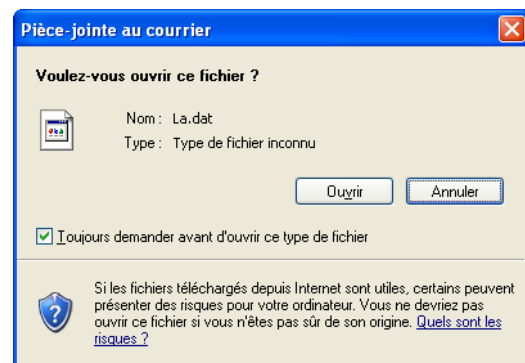 Pièce-jointe au courrier
Voulez-vous ouvrir ce fichier ?
Nom : La.dat
Type : Type de fichier inconnu
Ouvrir Annuler
Toujours demander avant d'ouvrir ce type de fichier
Si les fichiers téléchargés depuis Internet sont utiles, certains peuvent
présenter des risques pour votre ordinateur. Vous ne devriez pas
ouvrir ce fichier si vous n'êtes pas sûr de son origine. Quels sont les
risques ?